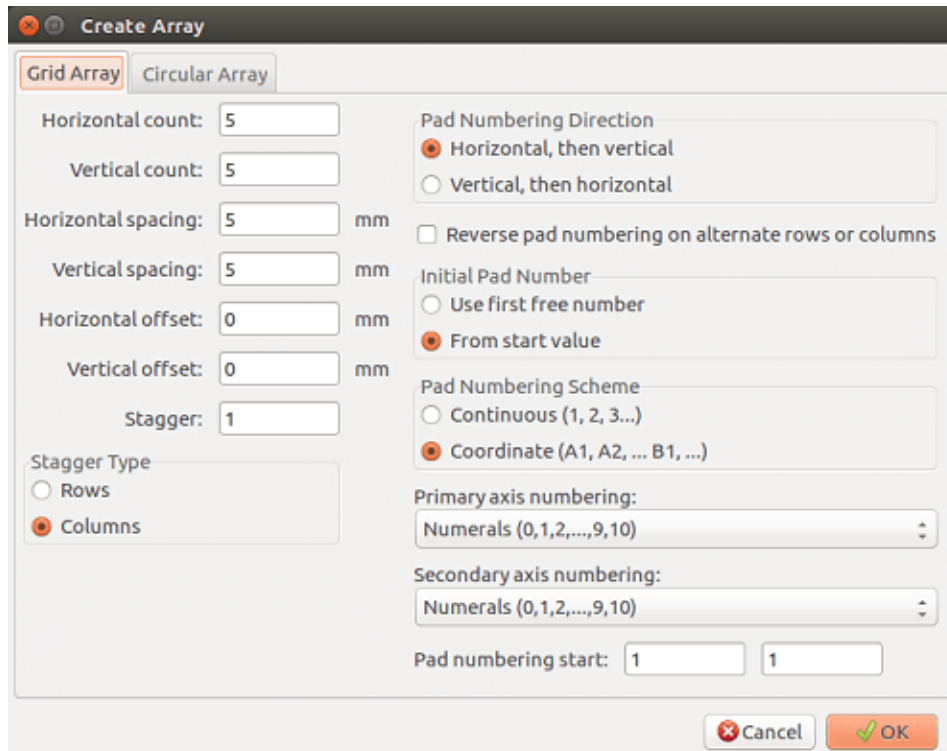 Create Array
Grid Array
Circular Array
Horizontal count: 5
Vertical count: 5
Horizontal spacing: 5 mm
Vertical spacing: 5 mm
Horizontal offset: 0 mm
Vertical offset: 0 mm
Stagger: 1
Stagger Type
Rows
Columns
Pad Numbering Direction
Horizontal, then vertical
Vertical, then horizontal
Reverse pad numbering on alternate rows or columns
Initial Pad Number
Use first free number
From start value
Pad Numbering Scheme
Continuous (1, 2, 3...)
Coordinate (A1, A2, ... B1, ...)
Primary axis numbering:
Numerals (0,1,2,...,9,10)
Secondary axis numbering:
Numerals (0,1,2,...,9,10)
Pad numbering start: 1 1
Cancel
OK